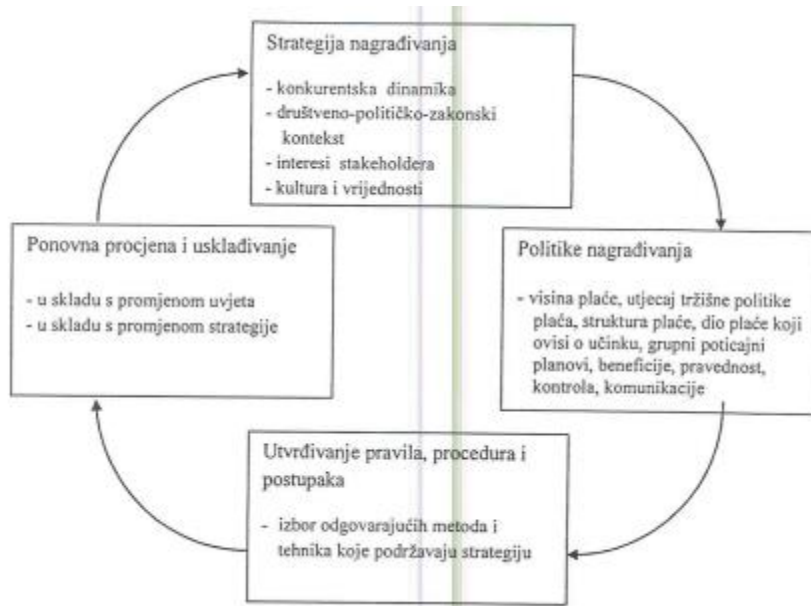 Strategija nagrađivanja
- konkurentska dinamika
- društveno-političko-zakonski
kontekst
- interesi stakeholdera
- kultura i vrijednosti
Politike nagrađivanja
- visina plaće, utjecaj tržišne politike
plaća, struktura plaće, dio plaće koji
ovisi o učinku, grupni poticajni
planovi, beneficije, pravednost,
kontrola, komunikacije
Utvrđivanje pravila, procedura i
postupaka
- izbor odgovarajućih metoda i
tehnika koje podržavaju strategiju
Ponovna procjena i usklađivanje
- u skladu s promjenom uvjeta
- u skladu s promjenom strategije